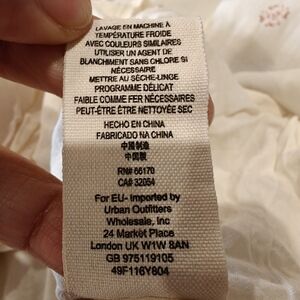 LAVAGE EN MACHINE À
TEMPÉRATURE FROIDE
AVEC COULEURS SIMILAIRES
UTILISER UN AGENT DE
BLANCHIMENT SANS CHLORE SI
NÉCESSAIRE
METTRE AU SÈCHE-LINGE
PROGRAMME DÉLICAT
FAIBLE COMME FER NÉCESSAIRES
PEUT-ÊTRE ÊTRE NETTOYÉE SEC
HECHO EN CHINA
FABRICADO NA CHINA
中国制造
中国製
RN# 66170
CA# 32054
For EU- Imported by
Urban Outfitters
Wholesale, Inc
24 Market Place
London UK W1W 8AN
GB 975119105
49F116Y804